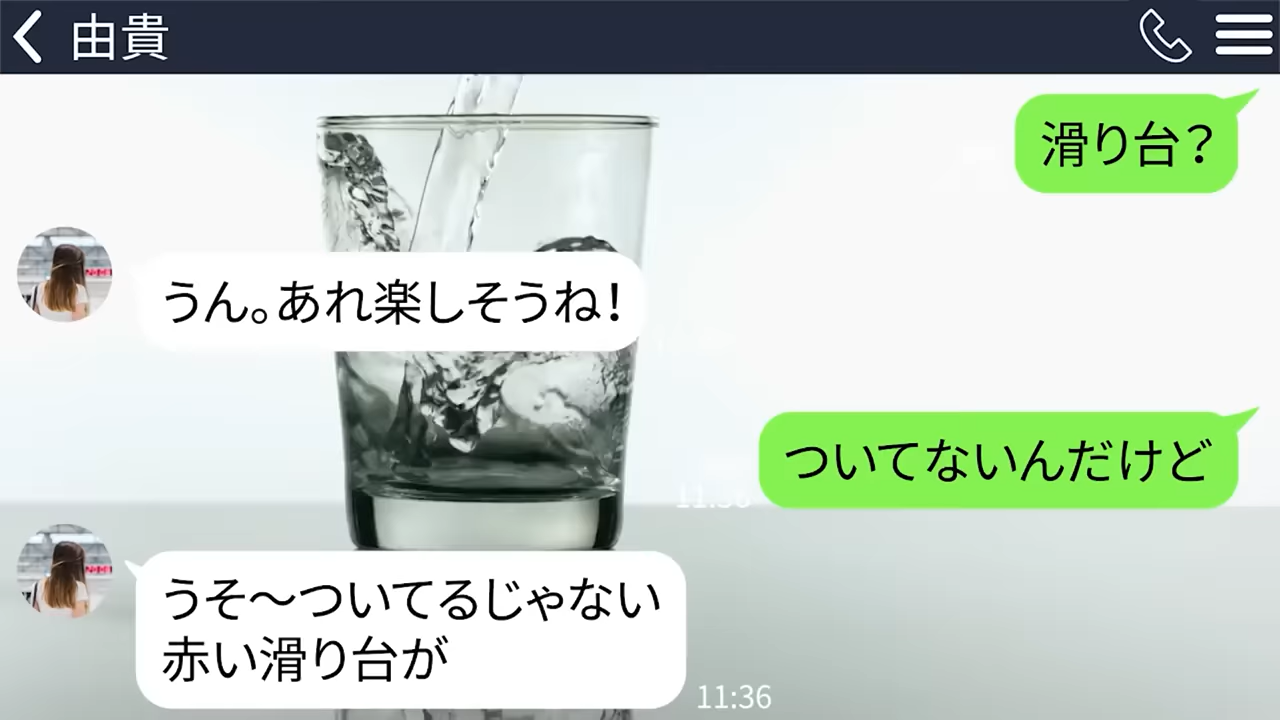 由貴
滑り台？
うん。あれ楽しそうね！
ついてないんだけど
11:36
うそ～ついてるじゃない
赤い滑り台が
11:36